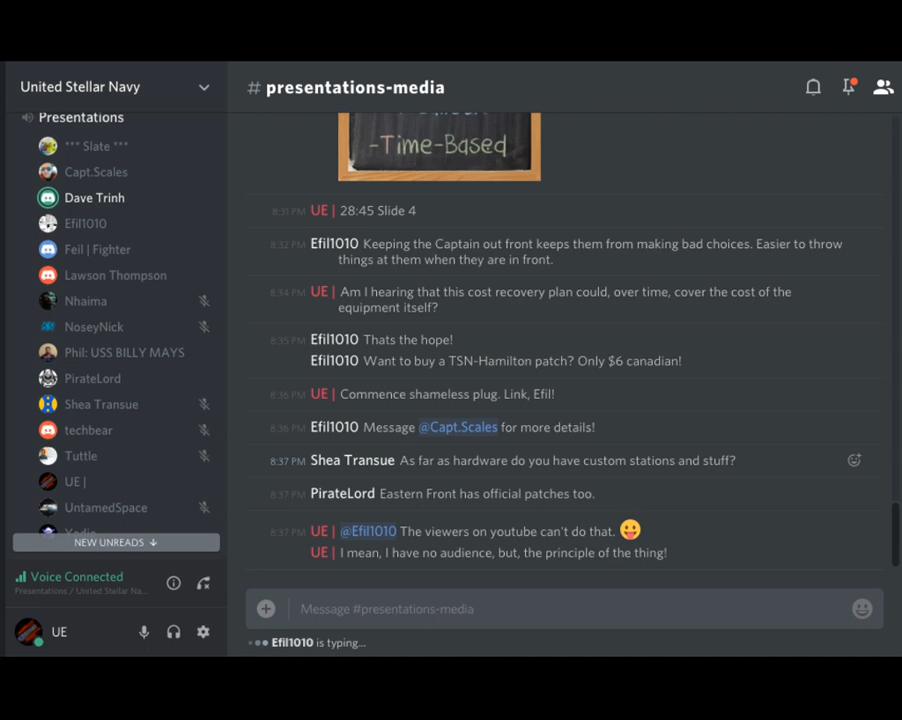 United Stellar Navy
Presentations
*** Slate ***
Capt.Scales
Dave Trinh
Efil1010
Feil | Fighter
Lawson Thompson
Nhaima
NoseyNick
Phil: USS BILLY MAYS
PirateLord
Shea Transue
techbear
Tuttle
UE |
UntamedSpace
NEW UNREADS ↓
Voice Connected
Presentations / United Stellar Na...
UE
# presentations-media
-Time-Based
8:31 PM UE | 28:45 Slide 4
8:32 PM Efil1010 Keeping the Captain out front keeps them from making bad choices. Easier to throw
things at them when they are in front.
8:34 PM UE | Am I hearing that this cost recovery plan could, over time, cover the cost of the
equipment itself?
8:35 PM Efil1010 Thats the hope!
Efil1010 Want to buy a TSN-Hamilton patch? Only $6 canadian!
8:36 PM UE | Commence shameless plug. Link, Efil!
8:36 PM Efil1010 Message @Capt.Scales for more details!
8:37 PM Shea Transue As far as hardware do you have custom stations and stuff?
8:37 PM PirateLord Eastern Front has official patches too.
8:37 PM UE | @Efil1010 The viewers on youtube can't do that. 😛
UE | I mean, I have no audience, but, the principle of the thing!
Message #presentations-media
Efil1010 is typing...